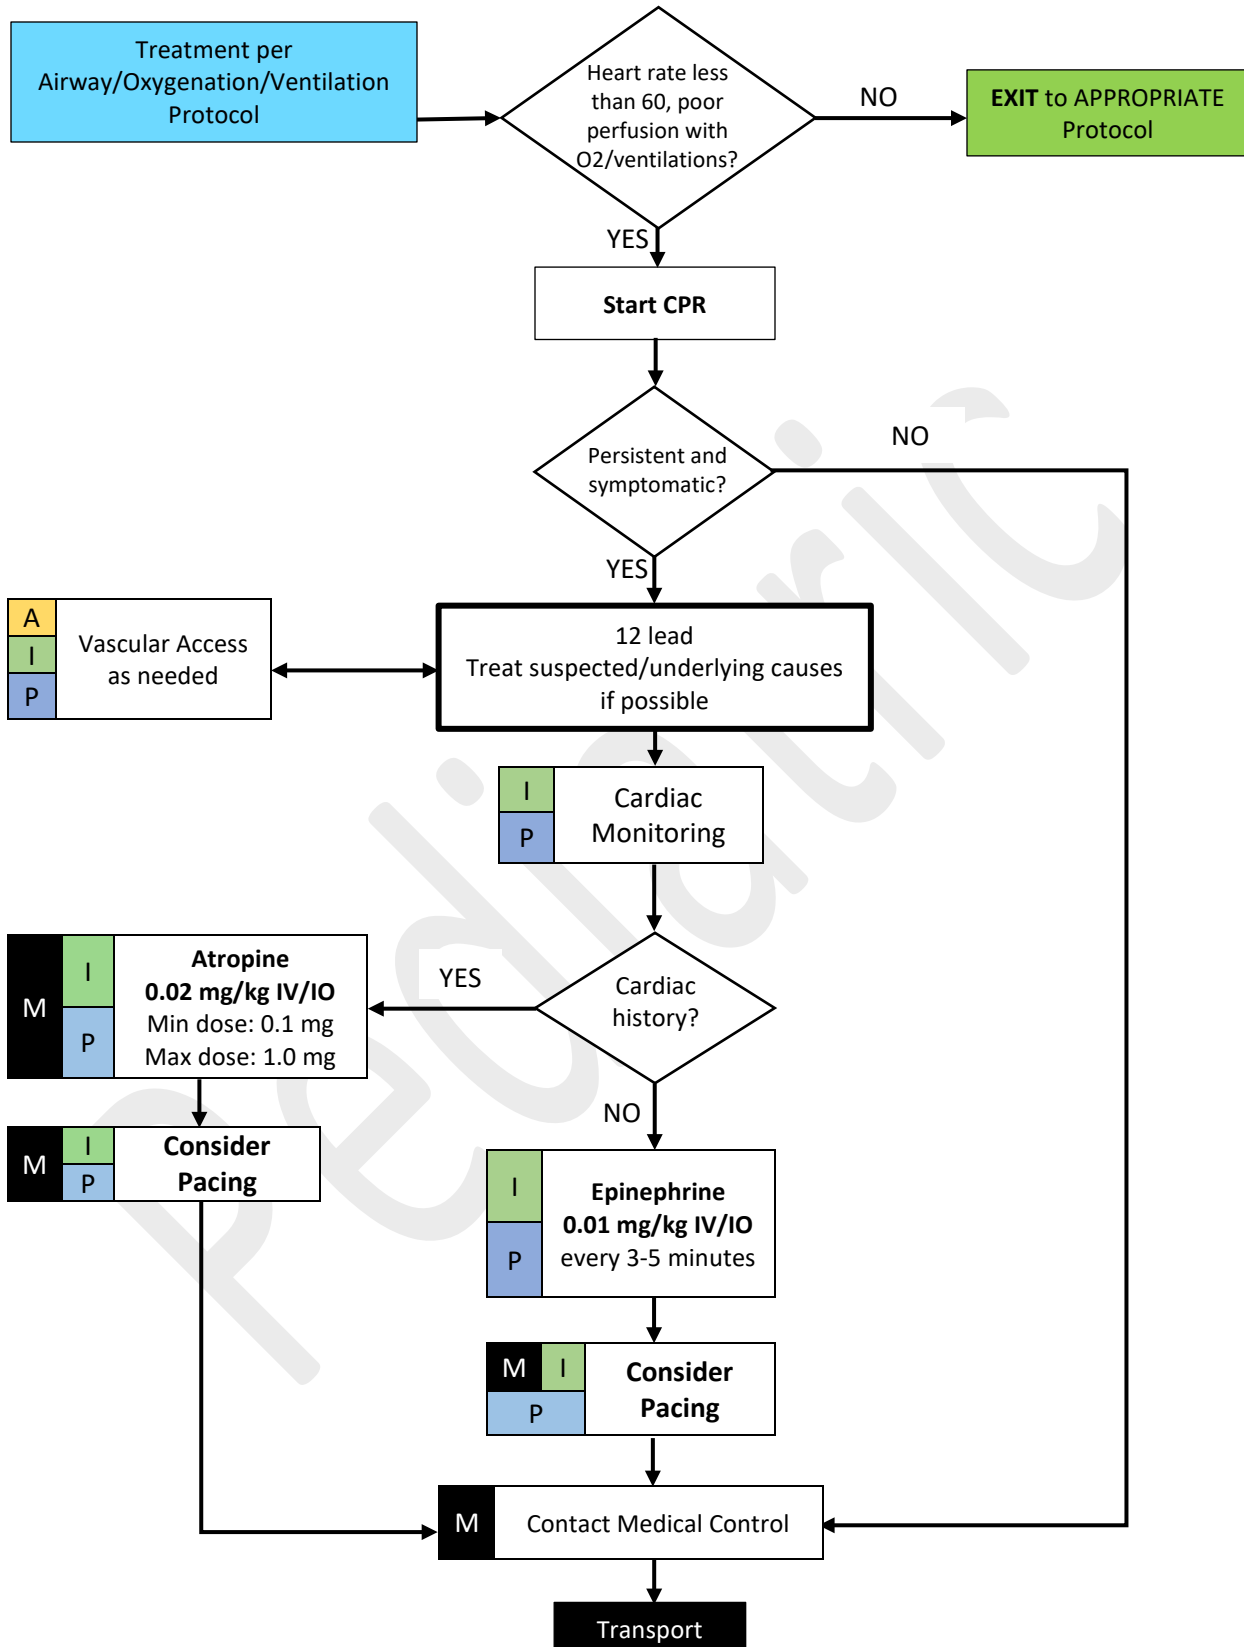 Treatment per
Airway/Oxygenation/Ventilation
Protocol
Heart rate less
than 60, poor
perfusion with
O2/ventilations?
NO
EXIT to APPROPRIATE
Protocol
YES
Start CPR
Persistent and
symptomatic?
NO
YES
A
I
P
Vascular Access
as needed
12 lead
Treat suspected/underlying causes
if possible
I
P
Cardiac
Monitoring
Cardiac
history?
YES
M
I
P
Atropine
0.02 mg/kg IV/IO
Min dose: 0.1 mg
Max dose: 1.0 mg
M
I
P
Consider
Pacing
NO
I
P
Epinephrine
0.01 mg/kg IV/IO
every 3-5 minutes
M I
P
Consider
Pacing
M
Contact Medical Control
Transport
Pediatric